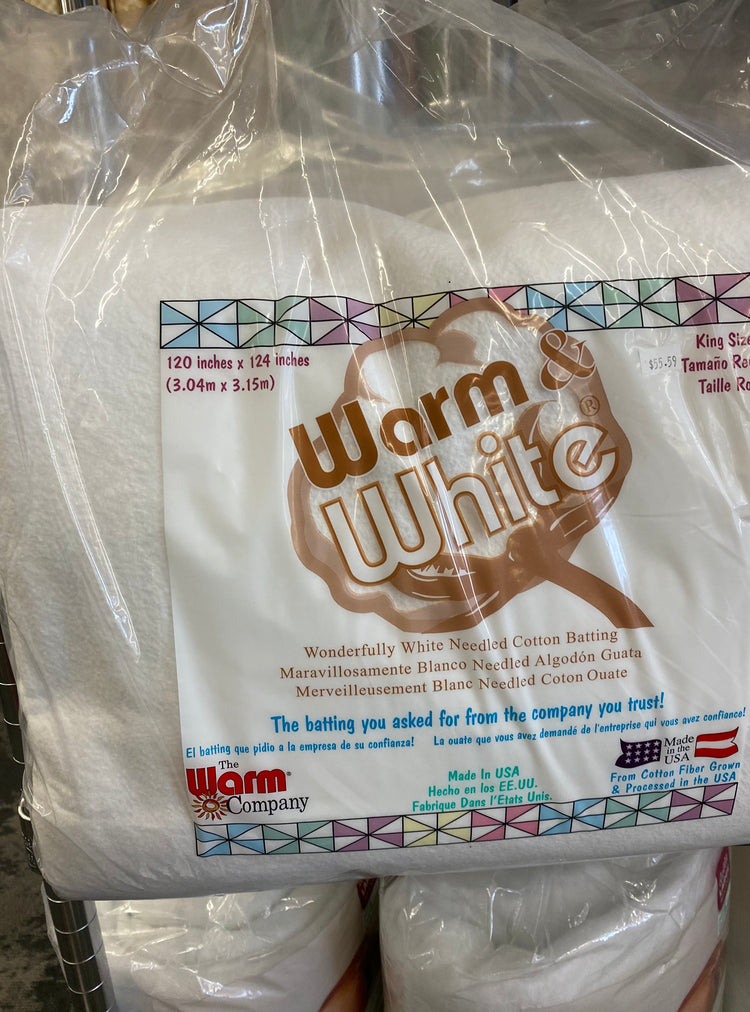 120 inches x 124 inches
(3.04m x 3.15m)
King Size
$55.59
Tamaño
Taille
Warm &
White®
Wonderfully White Needled Cotton Batting
Maravillosamente Blanco Needled Algodón Guata
Merveilleusement Blanc Needled Coton Ouate
The batting you asked for from the company you trust!
El batting que pidio a la empresa de su confianza!
La ouate que vous avez demandé de l'entreprise qui vous avez confiance!
The
Warm®
Company
Made In USA
Hecho en los EE.UU.
Fabrique Dans l'Etats Unis.
Made
in the
USA
From Cotton Fiber Grown
& Processed in the USA